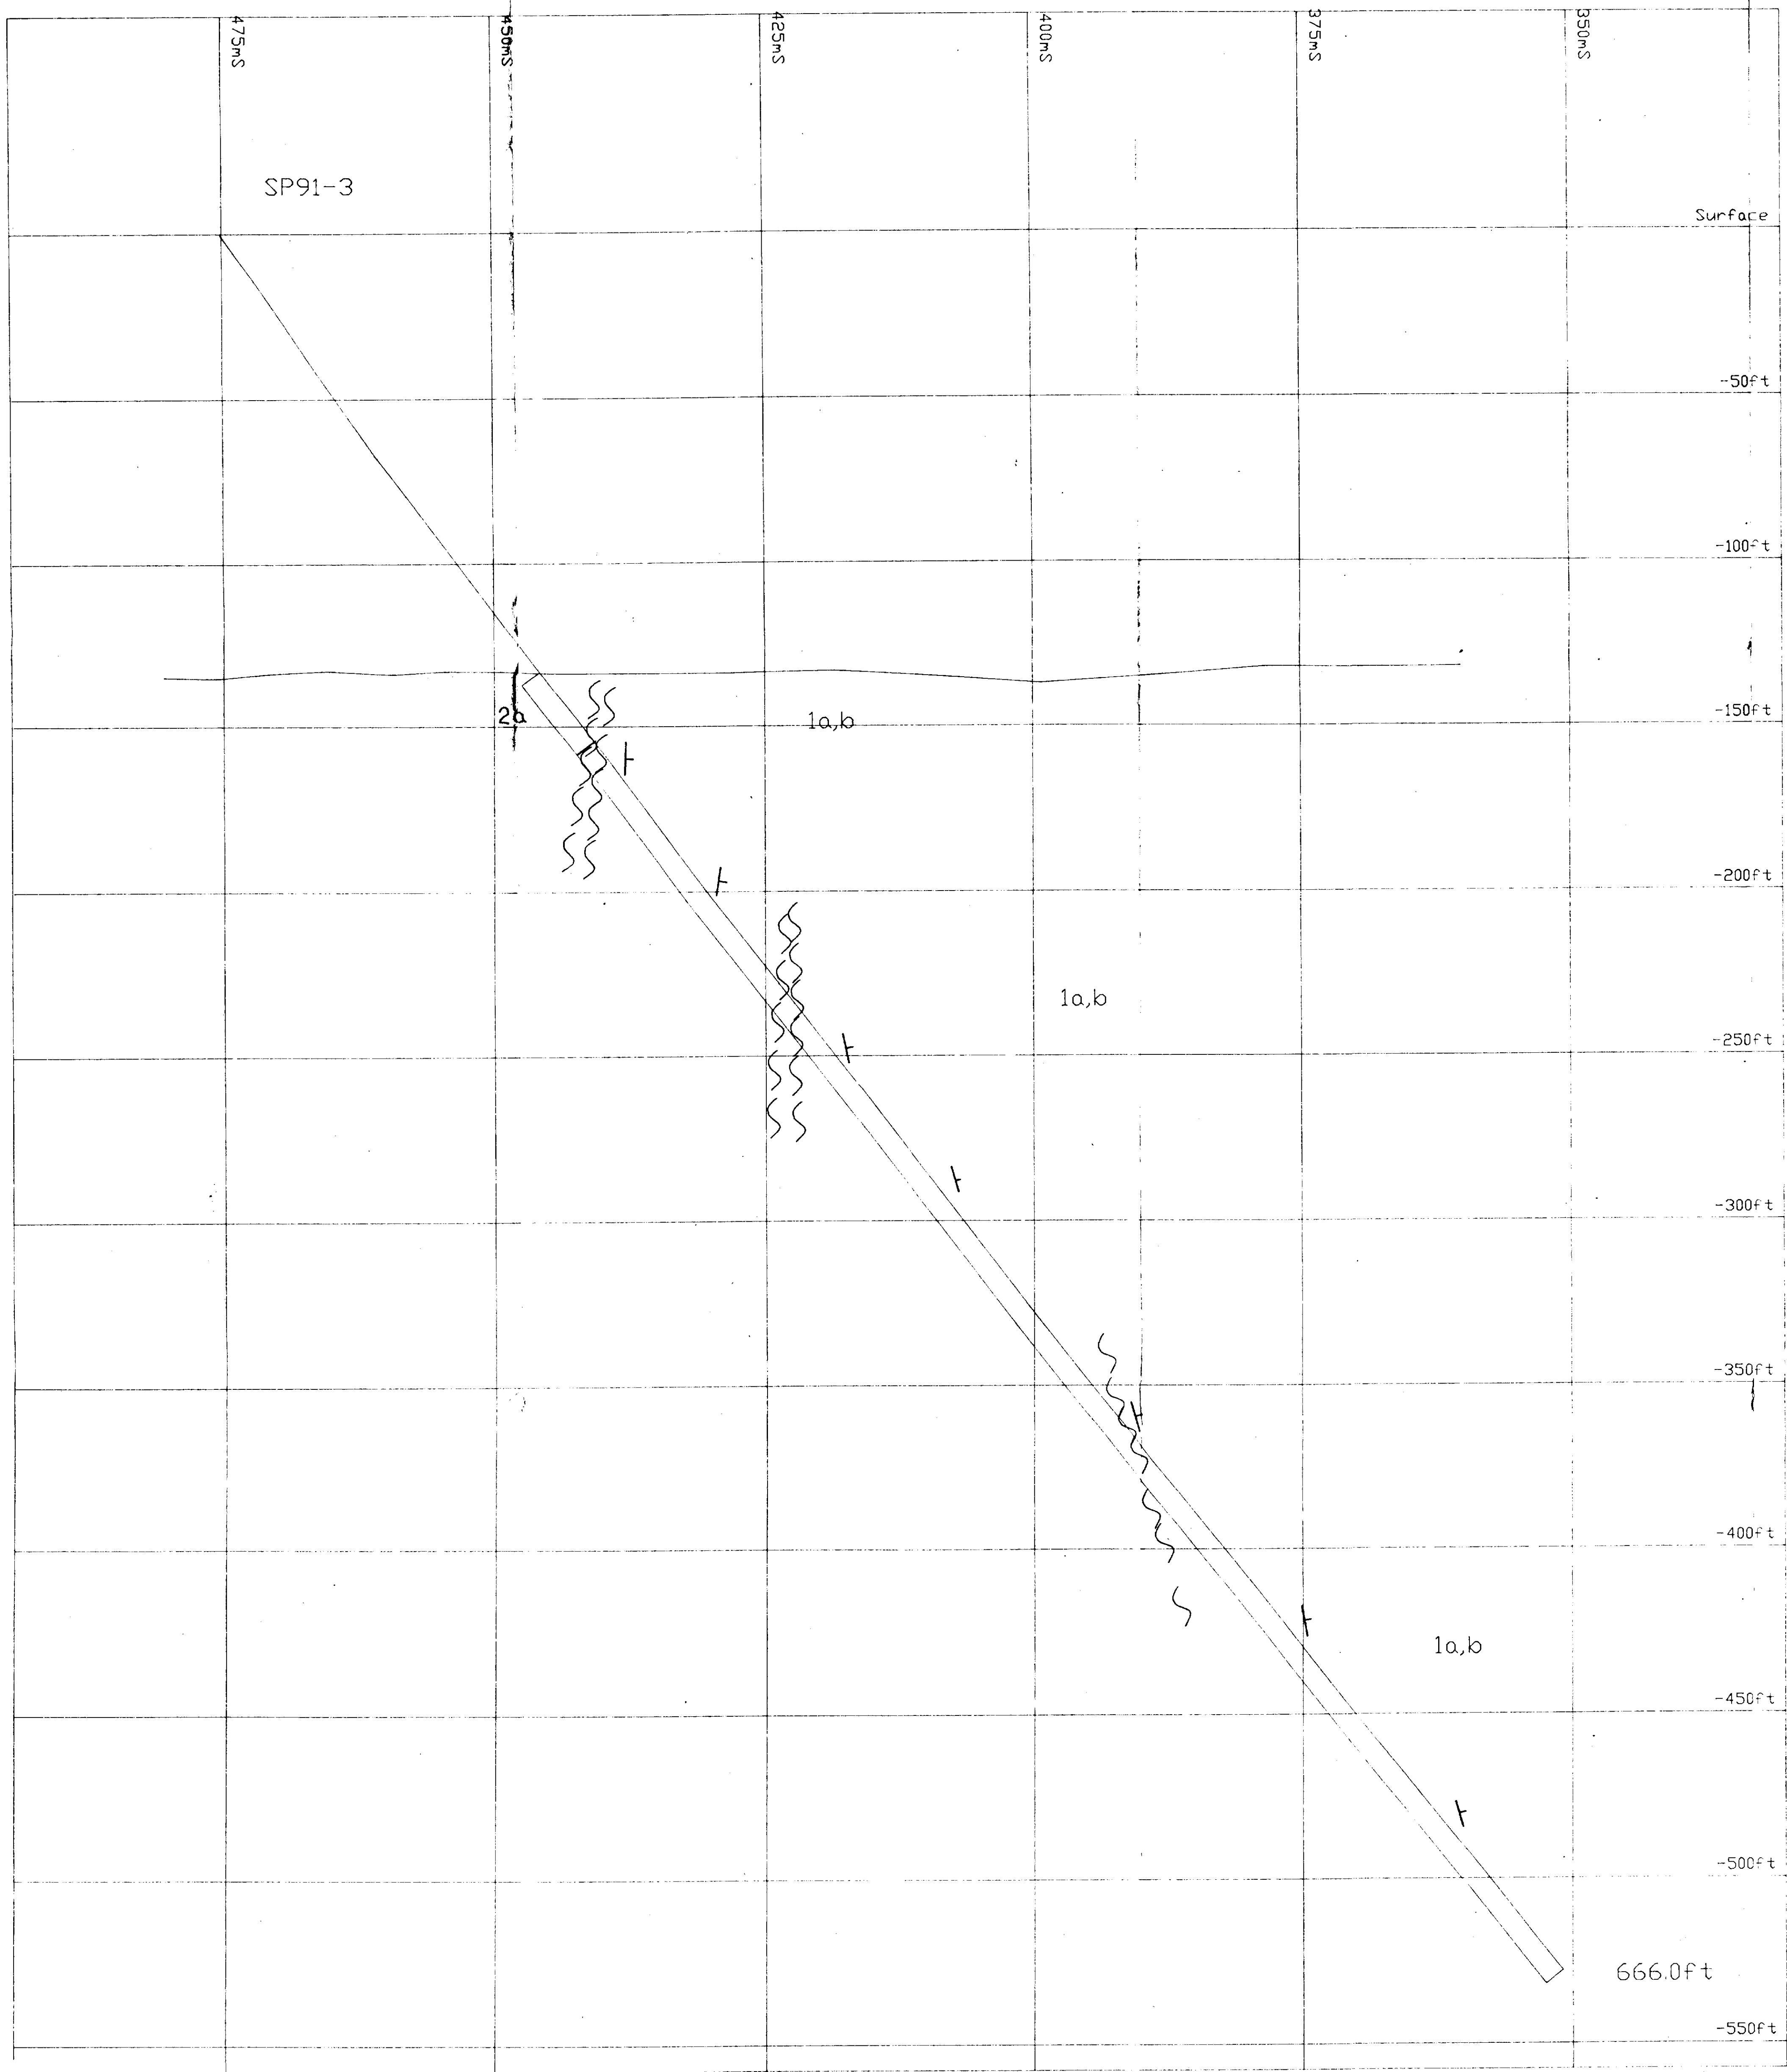 475mS
450mS
425mS
400mS
375mS
350mS
SP91-3
Surface
-50ft
-100ft
2a
1a,b
-150ft
-200ft
1a,b
-250ft
-300ft
-350ft
-400ft
1a,b
-450ft
-500ft
666.0ft
-550ft